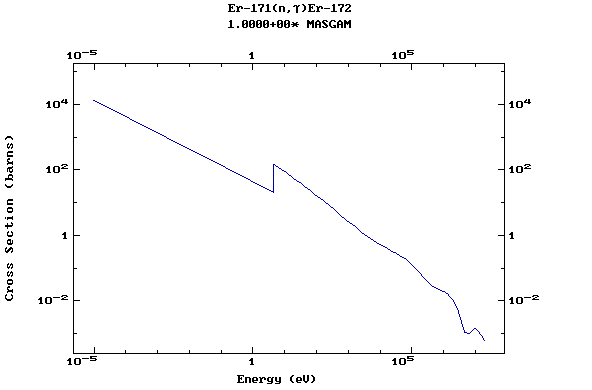 Er-171(n,γ)Er-172
1.0000+00* MASGAM
10⁻⁵ 1 10⁵
10⁴ 10⁴
10² 10²
1 1
10⁻² 10⁻²
Cross Section (barns)
10⁻⁵ 1 10⁵
Energy (eV)